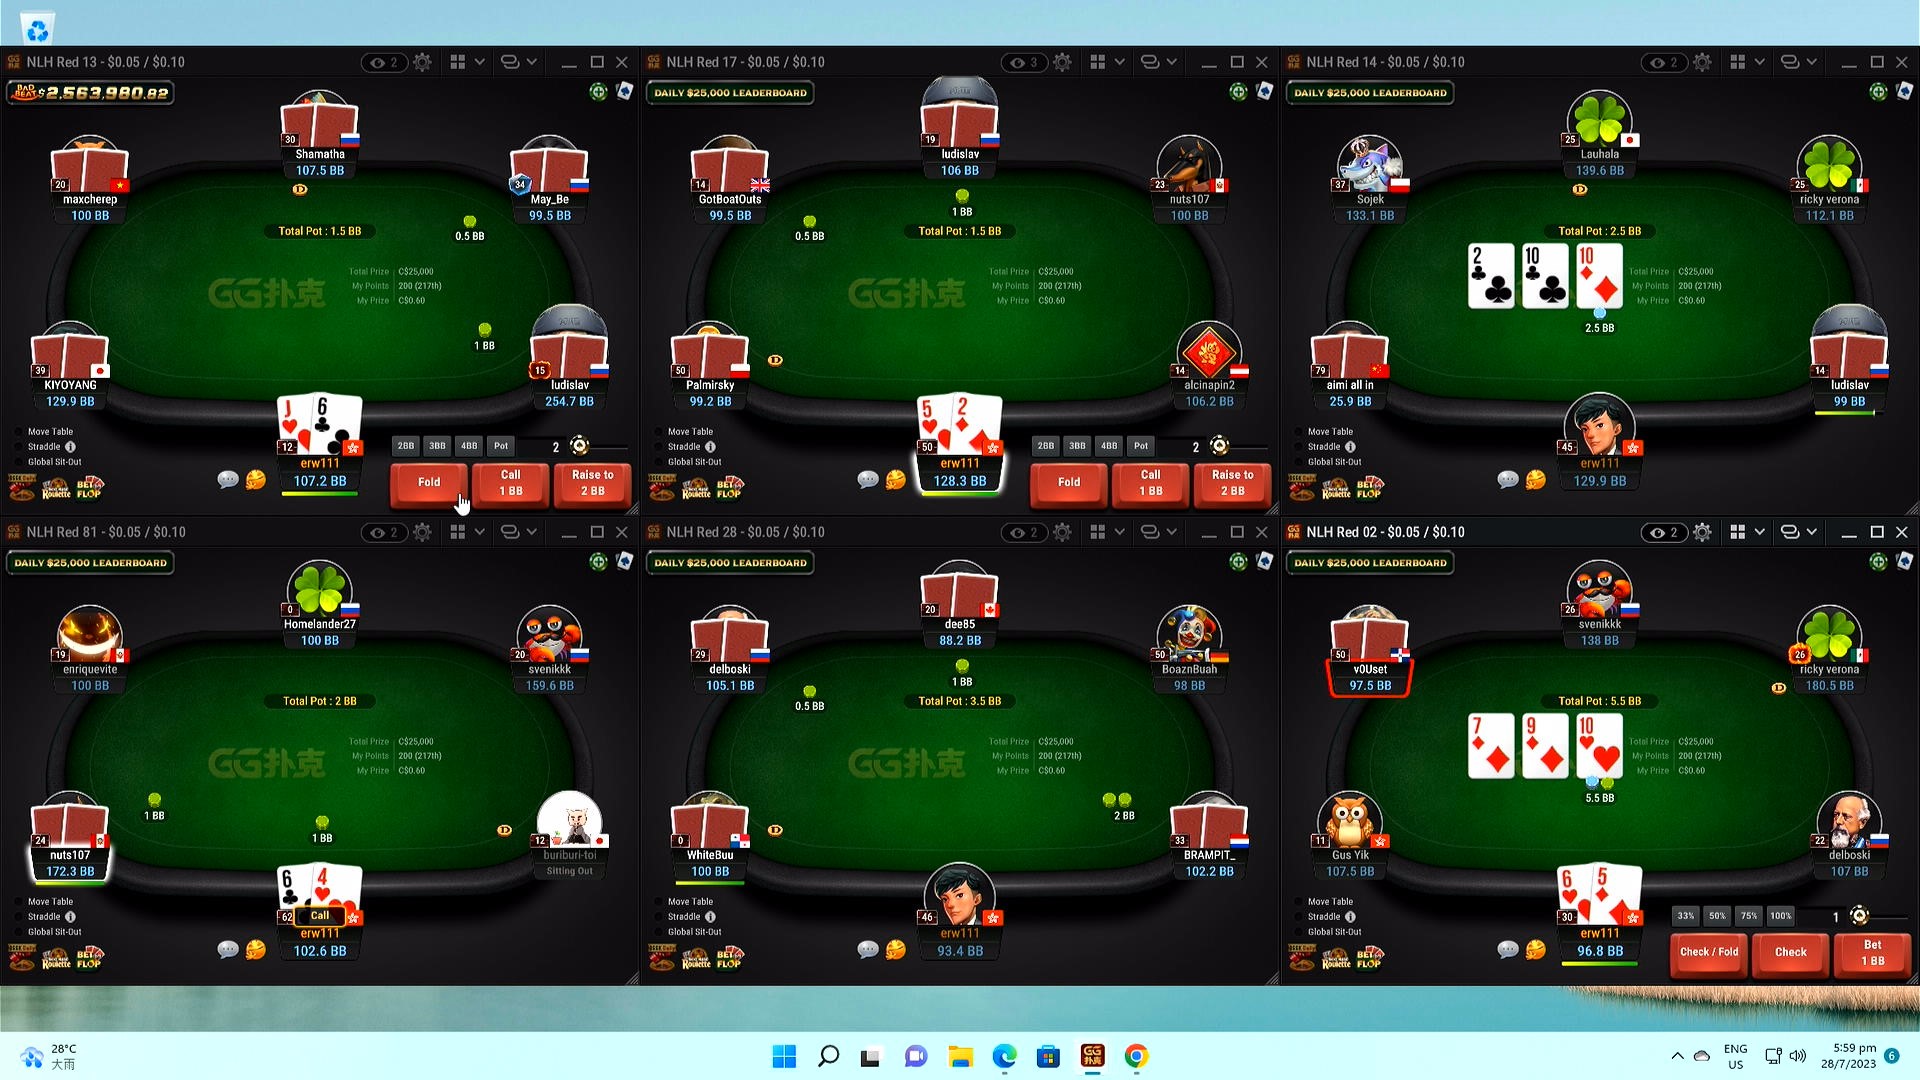 NLH Red 13 - $0.05 / $0.10
2
BAD BEAT $2,563,980.82
30
Shamatha
107.5 BB
20
maxcherep
100 BB
34
May_Be
99.5 BB
D
0.5 BB
Total Pot : 1.5 BB
GG扑克
Total Prize C$25,000
My Points 200 (217th)
My Prize C$0.60
1 BB
39
KIYOYANG
129.9 BB
15
ludislav
254.7 BB
J 6
12
erw111
107.2 BB
Move Table
Straddle
Global Sit-Out
Roulette
BET FLOP
2BB 3BB 4BB Pot 2
Fold
Call
1 BB
Raise to
2 BB
NLH Red 17 - $0.05 / $0.10
3
DAILY $25,000 LEADERBOARD
19
ludislav
106 BB
14
GotBoatOuts
99.5 BB
23
nuts107
100 BB
1 BB
0.5 BB
Total Pot : 1.5 BB
GG扑克
Total Prize C$25,000
My Points 200 (217th)
My Prize C$0.60
50
Palmirsky
99.2 BB
D
14
alcinapin2
106.2 BB
5 2
50
erw111
128.3 BB
Move Table
Straddle
Global Sit-Out
Roulette
BET FLOP
2BB 3BB 4BB Pot 2
Fold
Call
1 BB
Raise to
2 BB
NLH Red 14 - $0.05 / $0.10
2
DAILY $25,000 LEADERBOARD
25
Lauhala
139.6 BB
37
Sojek
133.1 BB
25
ricky verona
112.1 BB
D
Total Pot : 2.5 BB
2 10 10
Total Prize C$25,000
My Points 200 (217th)
My Prize C$0.60
2.5 BB
79
aimi all in
25.9 BB
14
ludislav
99 BB
45
erw111
129.9 BB
Move Table
Straddle
Global Sit-Out
Roulette
BET FLOP
NLH Red 81 - $0.05 / $0.10
2
DAILY $25,000 LEADERBOARD
0
Homelander27
100 BB
19
enriquevite
100 BB
20
svenikkk
159.6 BB
Total Pot : 2 BB
GG扑克
Total Prize C$25,000
My Points 200 (217th)
My Prize C$0.60
1 BB
1 BB
D
24
nuts107
172.3 BB
12
buriburi-toi
Sitting Out
6 4
62
Call
erw111
102.6 BB
Move Table
Straddle
Global Sit-Out
Roulette
BET FLOP
NLH Red 28 - $0.05 / $0.10
2
DAILY $25,000 LEADERBOARD
20
dee85
88.2 BB
29
delboski
105.1 BB
50
BoaznBuah
98 BB
1 BB
0.5 BB
Total Pot : 3.5 BB
GG扑克
Total Prize C$25,000
My Points 200 (217th)
My Prize C$0.60
2 BB
0
WhiteBuu
100 BB
D
33
BRAMPIT_
102.2 BB
46
erw111
93.4 BB
Move Table
Straddle
Global Sit-Out
Roulette
BET FLOP
NLH Red 02 - $0.05 / $0.10
2
DAILY $25,000 LEADERBOARD
26
svenikkk
138 BB
50
v0Uset
97.5 BB
26
ricky verona
180.5 BB
D
Total Pot : 5.5 BB
7 9 10
Total Prize C$25,000
My Points 200 (217th)
My Prize C$0.60
5.5 BB
11
Gus Yik
107.5 BB
22
delboski
107 BB
6 5
30
erw111
96.8 BB
Move Table
Straddle
Global Sit-Out
Roulette
BET FLOP
33% 50% 75% 100% 1
Check / Fold
Check
Bet
1 BB
28°C
大雨
GG扑克
ENG
US
5:59 pm
28/7/2023
6